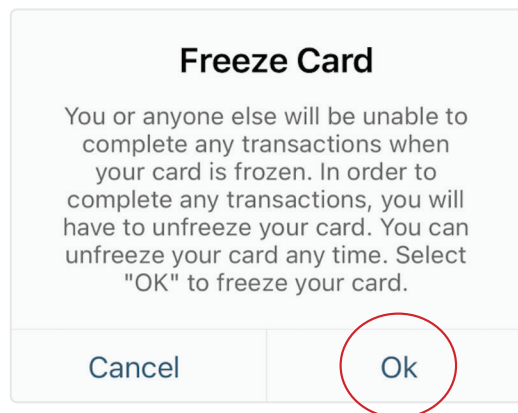 Freeze Card
You or anyone else will be unable to
complete any transactions when
your card is frozen. In order to
complete any transactions, you will
have to unfreeze your card. You can
unfreeze your card any time. Select
"OK" to freeze your card.
Cancel
Ok